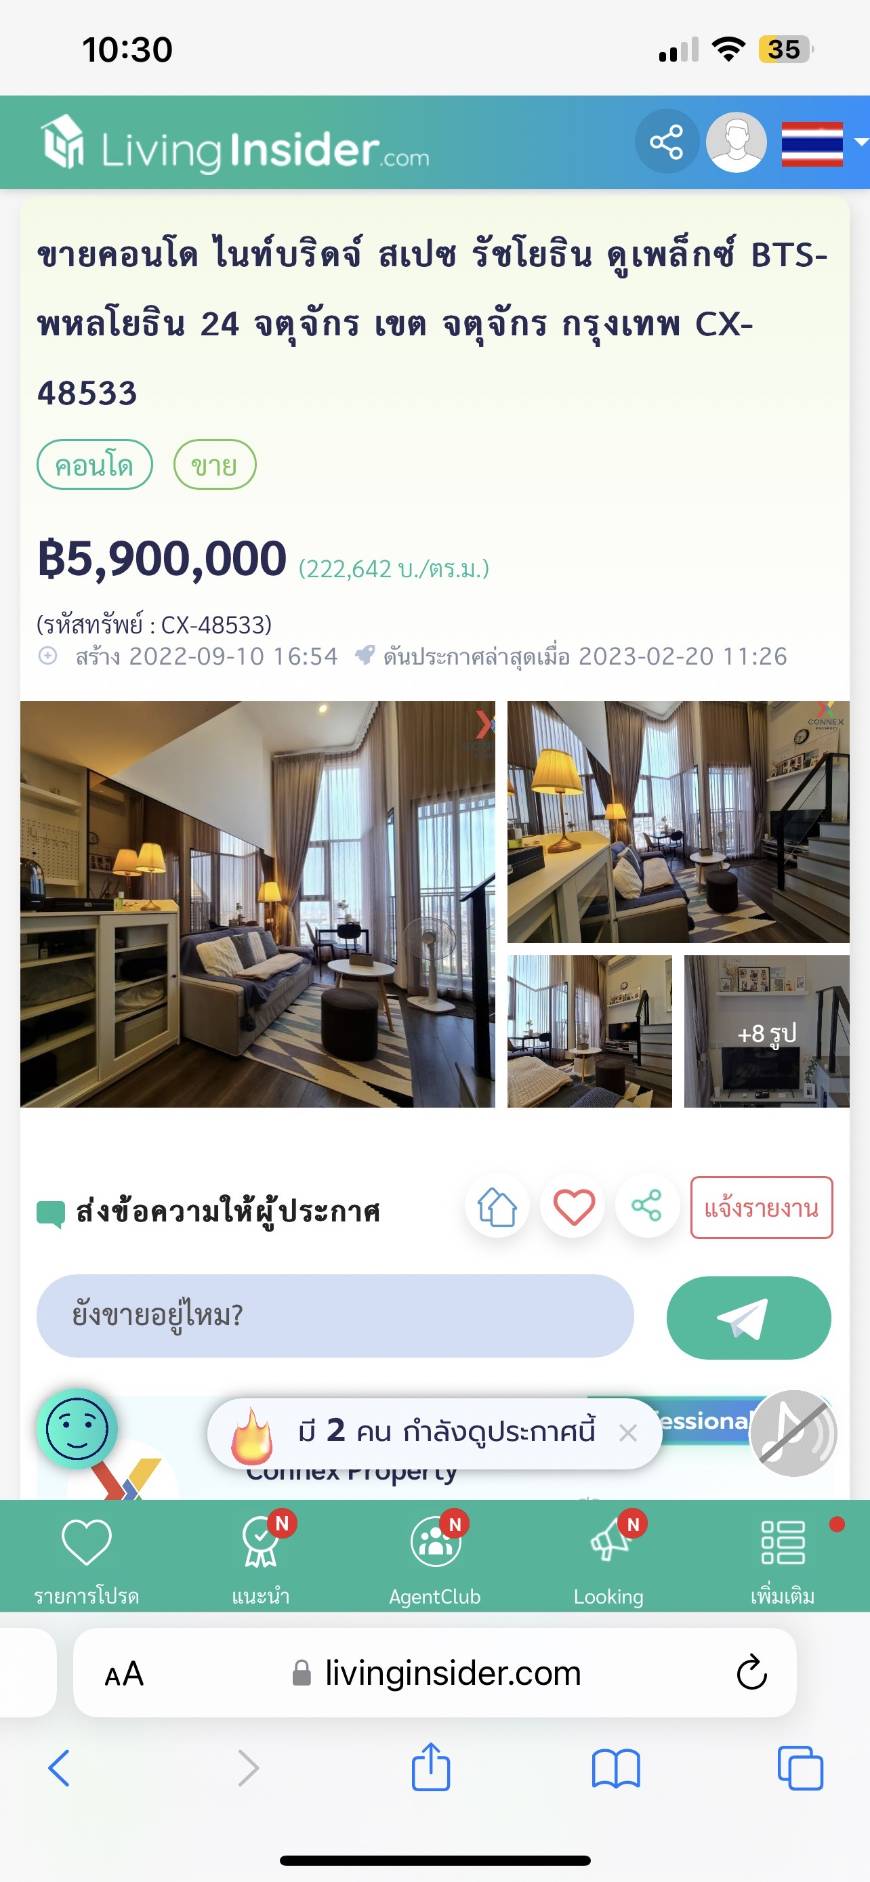 10:30
35
LivingInsider.com
ขายคอนโด ไนท์บริดจ์ สเปซ รัชโยธิน ดูเพล็กซ์ BTS-
พหลโยธิน 24 จตุจักร เขต จตุจักร กรุงเทพ CX-
48533
คอนโด ขาย
฿5,900,000 (222,642 บ./ตร.ม.)
(รหัสทรัพย์ : CX-48533)
สร้าง 2022-09-10 16:54 ดันประกาศล่าสุดเมื่อ 2023-02-20 11:26
CONNEX
PROPERTY
+8 รูป
ส่งข้อความให้ผู้ประกาศ
แจ้งรายงาน
ยังขายอยู่ไหม?
มี 2 คน กำลังดูประกาศนี้
essional
Connex Property
N N N
รายการโปรด แนะนำ AgentClub Looking เพิ่มเติม
AA livinginsider.com